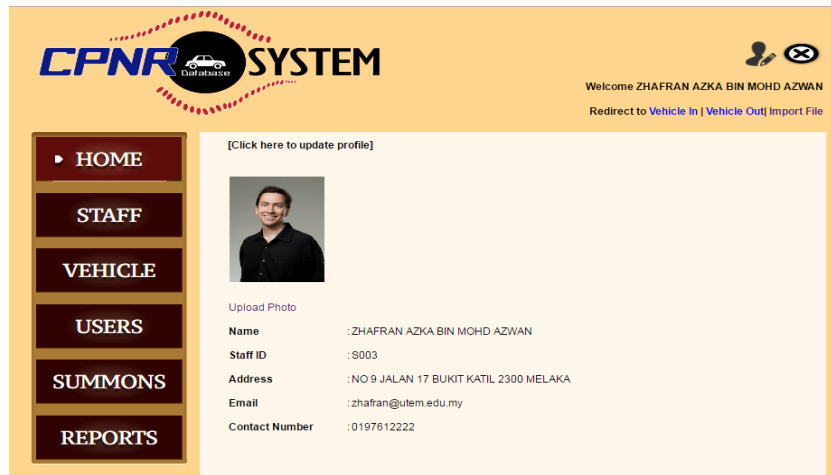 CPNR Database SYSTEM
Welcome ZHAFRAN AZKA BIN MOHD AZWAN
Redirect to Vehicle In | Vehicle Out| Import File
HOME
STAFF
VEHICLE
USERS
SUMMONS
REPORTS
[Click here to update profile]
Upload Photo
Name : ZHAFRAN AZKA BIN MOHD AZWAN
Staff ID : S003
Address : NO 9 JALAN 17 BUKIT KATIL 2300 MELAKA
Email : zhafran@utem.edu.my
Contact Number : 0197612222